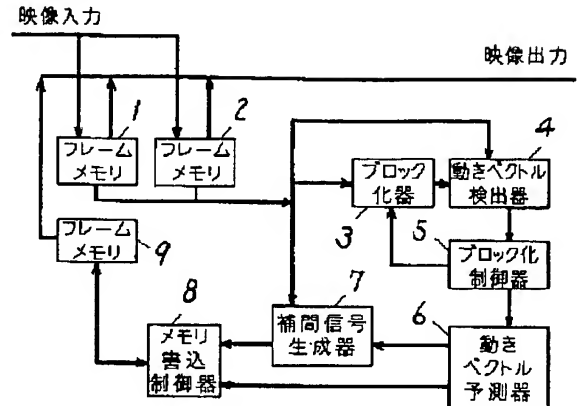 映像入力
映像出力
1
フレーム
メモリ
2
フレーム
メモリ
3
ブロック
化器
4
動きベクトル
検出器
5
ブロック化
制御器
9
フレーム
メモリ
8
メモリ
書込
制御器
7
補間信号
生成器
6
動き
ベクトル
予測器